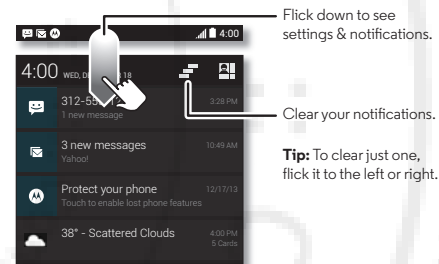 4:00
Flick down to see
settings & notifications.
4:00 WED,
312-55
3:28 PM
1 new message
Clear your notifications.
3 new messages
10:49 AM
Yahoo!
Tip: To clear just one,
flick it to the left or right.
Protect your phone
12/17/13
Touch to enable lost phone features
38° - Scattered Clouds
4:00 PM
5 Cards